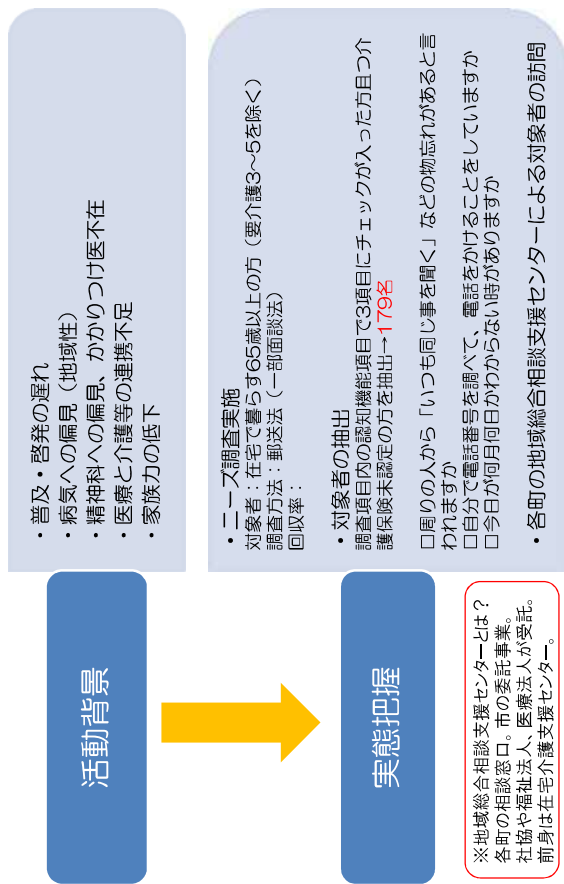 活動背景
・普及・啓発の遅れ
・病気への偏見（地域性）
・精神科への偏見、かかりつけ医不在
・医療と介護等の連携不足
・家族力の低下
実態把握
・ニーズ調査実施
対象者：在宅で暮らす65歳以上の方（要介護3～5を除く）
調査方法：郵送法（一部面談法）
回収率：
・対象者の抽出
調査項目内の認知機能項目で3項目にチェックが入った方且つ介
護保険未認定の方を抽出→179名
□周りの人から「いつも同じ事を聞く」などの物忘れがあると言
われますか
□自分で電話番号を調べて、電話をかけることをしていますか
□今日が何月何日かわからない時がありますか
・各町の地域総合相談支援センターによる対象者の訪問
※地域総合相談支援センターとは？
各町の相談窓口。市の委託事業。
社協や福祉法人、医療法人が受託。
前身は在宅介護支援センター。